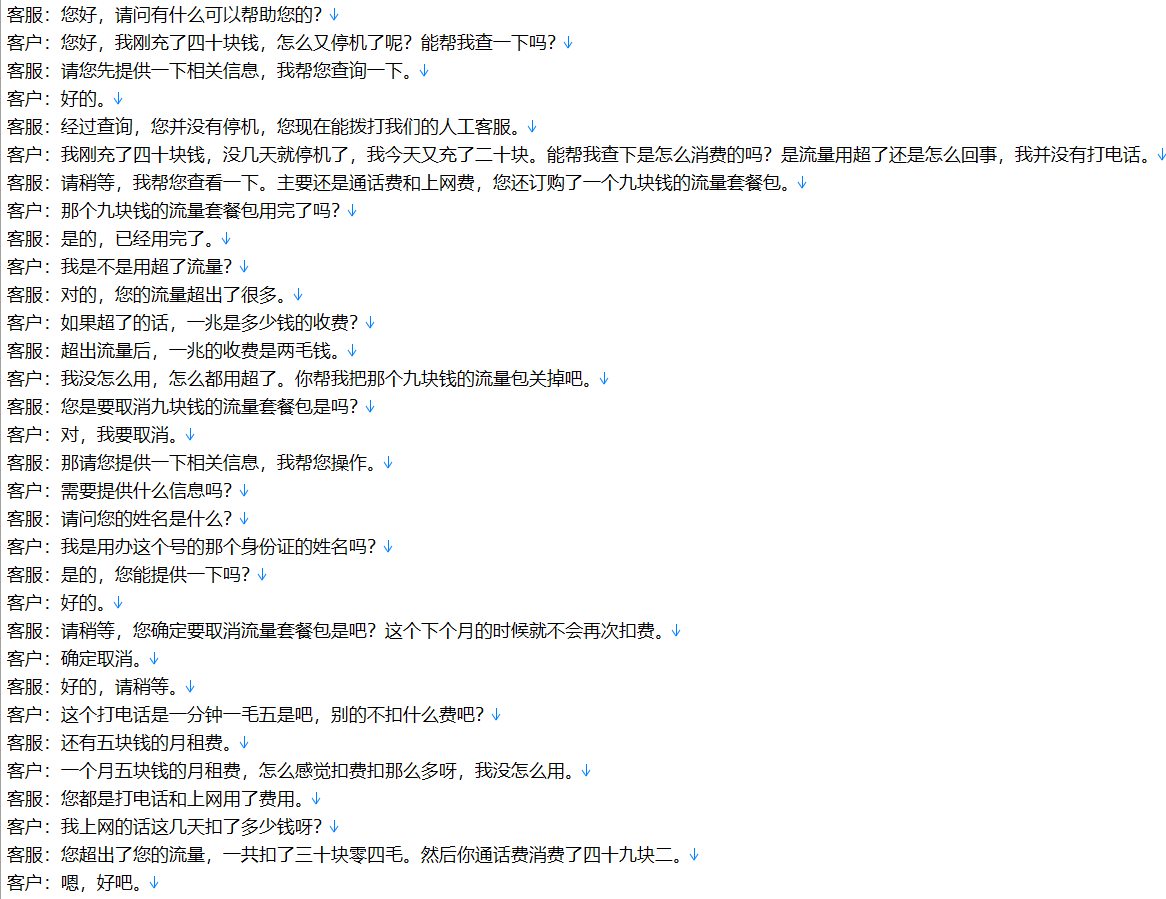 客服：您好，请问有什么可以帮助您的？↓
客户：您好，我刚充了四十块钱，怎么又停机了呢？能帮我查一下吗？↓
客服：请您先提供一下相关信息，我帮您查询一下。↓
客户：好的。↓
客服：经过查询，您并没有停机，您现在能拨打我们的人工客服。↓
客户：我刚充了四十块钱，没几天就停机了，我今天又充了二十块。能帮我查下是怎么消费的吗？是流量用超了还是怎么回事，我并没有打电话。↓
客服：请稍等，我帮您查看一下。主要还是通话费和上网费，您还订购了一个九块钱的流量套餐包。↓
客户：那个九块钱的流量套餐包用完了吗？↓
客服：是的，已经用完了。↓
客户：我是不是用超了流量？↓
客服：对的，您的流量超出了很多。↓
客户：如果超了的话，一兆是多少钱的收费？↓
客服：超出流量后，一兆的收费是两毛钱。↓
客户：我没怎么用，怎么都用超了。你帮我把那个九块钱的流量包关掉吧。↓
客服：您是要取消九块钱的流量套餐包是吗？↓
客户：对，我要取消。↓
客服：那请您提供一下相关信息，我帮您操作。↓
客户：需要提供什么信息吗？↓
客服：请问您的姓名是什么？↓
客户：我是用办这个号的那个身份证的姓名吗？↓
客服：是的，您能提供一下吗？↓
客户：好的。↓
客服：请稍等，您确定要取消流量套餐包是吧？这个下个月的时候就不会再次扣费。↓
客户：确定取消。↓
客服：好的，请稍等。↓
客户：这个打电话是一分钟一毛五是吧，别的不扣什么费吧？↓
客服：还有五块钱的月租费。↓
客户：一个月五块钱的月租费，怎么感觉扣费扣那么多呀，我没怎么用。↓
客服：您都是打电话和上网用了费用。↓
客户：我上网的话这几天扣了多少钱呀？↓
客服：您超出了您的流量，一共扣了三十块零四毛。然后你通话费消费了四十九块二。↓
客户：嗯，好吧。↓